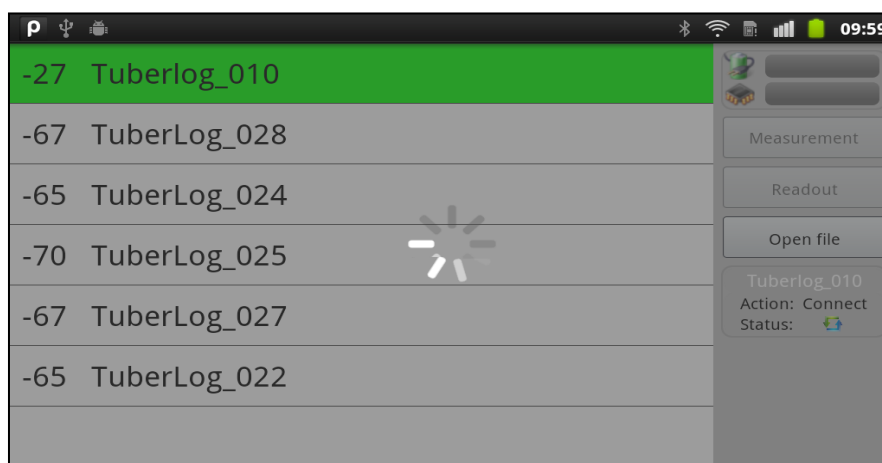 09:59
-27 Tuberlog_010
-67 TuberLog_028
-65 TuberLog_024
-70 TuberLog_025
-67 TuberLog_027
-65 TuberLog_022
Measurement
Readout
Open file
Tuberlog_010
Action: Connect
Status: